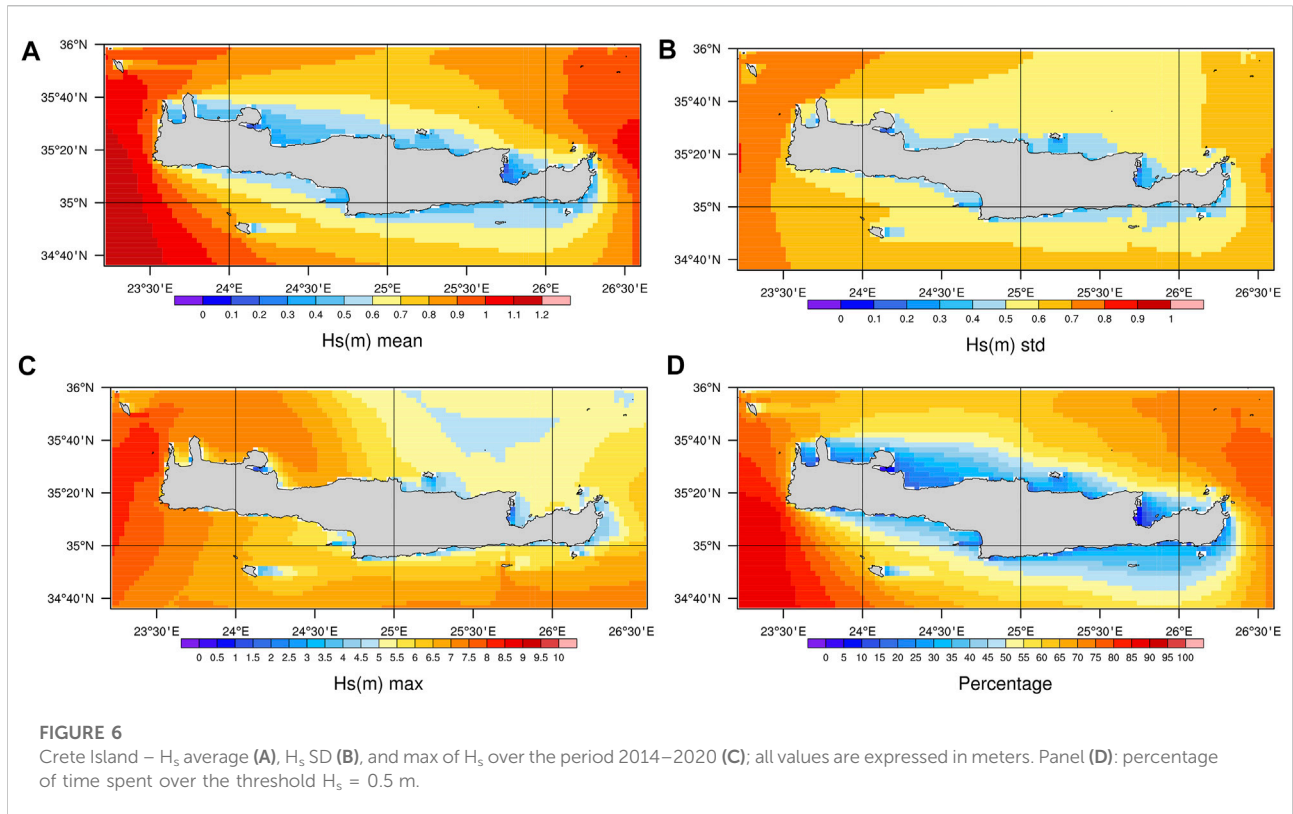 A
36°N
35°40'N
35°20'N
35°N
34°40'N
23°30'E 24°E 24°30'E 25°E 25°30'E 26°E 26°30'E
0 0.1 0.2 0.3 0.4 0.5 0.6 0.7 0.8 0.9 1 1.1 1.2
Hs(m) mean
B
36°N
35°40'N
35°20'N
35°N
34°40'N
23°30'E 24°E 24°30'E 25°E 25°30'E 26°E 26°30'E
0 0.1 0.2 0.3 0.4 0.5 0.6 0.7 0.8 0.9 1
Hs(m) std
C
36°N
35°40'N
35°20'N
35°N
34°40'N
23°30'E 24°E 24°30'E 25°E 25°30'E 26°E 26°30'E
0 0.5 1 1.5 2 2.5 3 3.5 4 4.5 5 5.5 6 6.5 7 7.5 8 8.5 9 9.5 10
Hs(m) max
D
36°N
35°40'N
35°20'N
35°N
34°40'N
23°30'E 24°E 24°30'E 25°E 25°30'E 26°E 26°30'E
0 5 10 15 20 25 30 35 40 45 50 55 60 65 70 75 80 85 90 95 100
Percentage
FIGURE 6
Crete Island – Hₛ average (A), Hₛ SD (B), and max of Hₛ over the period 2014–2020 (C); all values are expressed in meters. Panel (D): percentage
of time spent over the threshold Hₛ = 0.5 m.